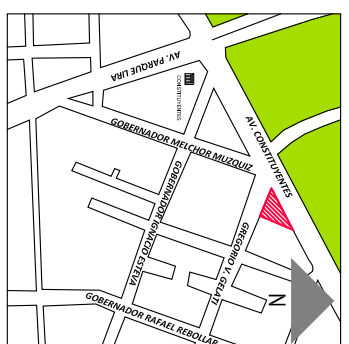 AV. PARQUE LIRA
CONSTITUYENTES
AV. CONSTITUYENTES
GOBERNADOR MELCHOR MUZQUIZ
GOBERNADOR IGNACIO ESTEVA
GREGORIO V. GELATI
N
GOBERNADOR RAFAEL REBOLLAR